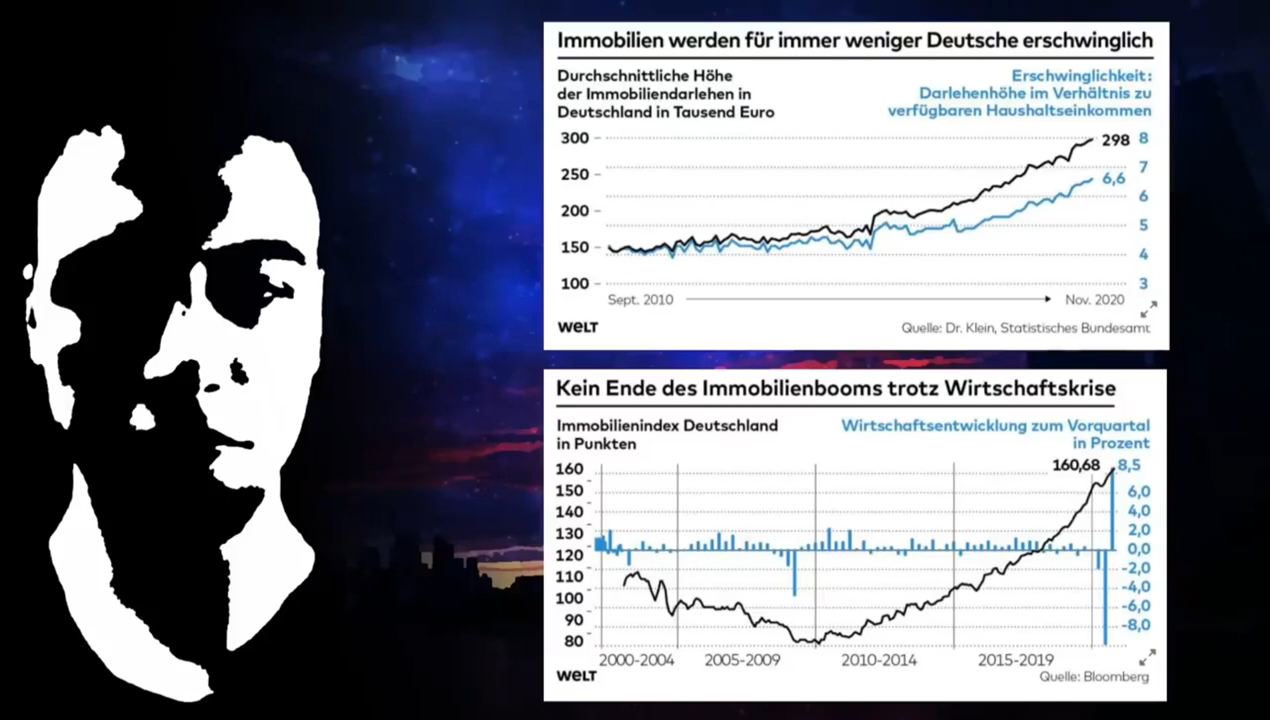 Immobilien werden für immer weniger Deutsche erschwinglich
Durchschnittliche Höhe
der Immobiliendarlehen in
Deutschland in Tausend Euro
Erschwinglichkeit:
Darlehenhöhe im Verhältnis zu
verfügbaren Haushaltseinkommen
300
250
200
150
100
298
6,6
8
7
6
5
4
3
Sept. 2010
Nov. 2020
WELT
Quelle: Dr. Klein, Statistisches Bundesamt
Kein Ende des Immobilienbooms trotz Wirtschaftskrise
Immobilienindex Deutschland
in Punkten
Wirtschaftsentwicklung zum Vorquartal
in Prozent
160
150
140
130
120
110
100
90
80
160,68
8,5
6,0
4,0
2,0
0,0
-2,0
-4,0
-6,0
-8,0
2000-2004
2005-2009
2010-2014
2015-2019
WELT
Quelle: Bloomberg